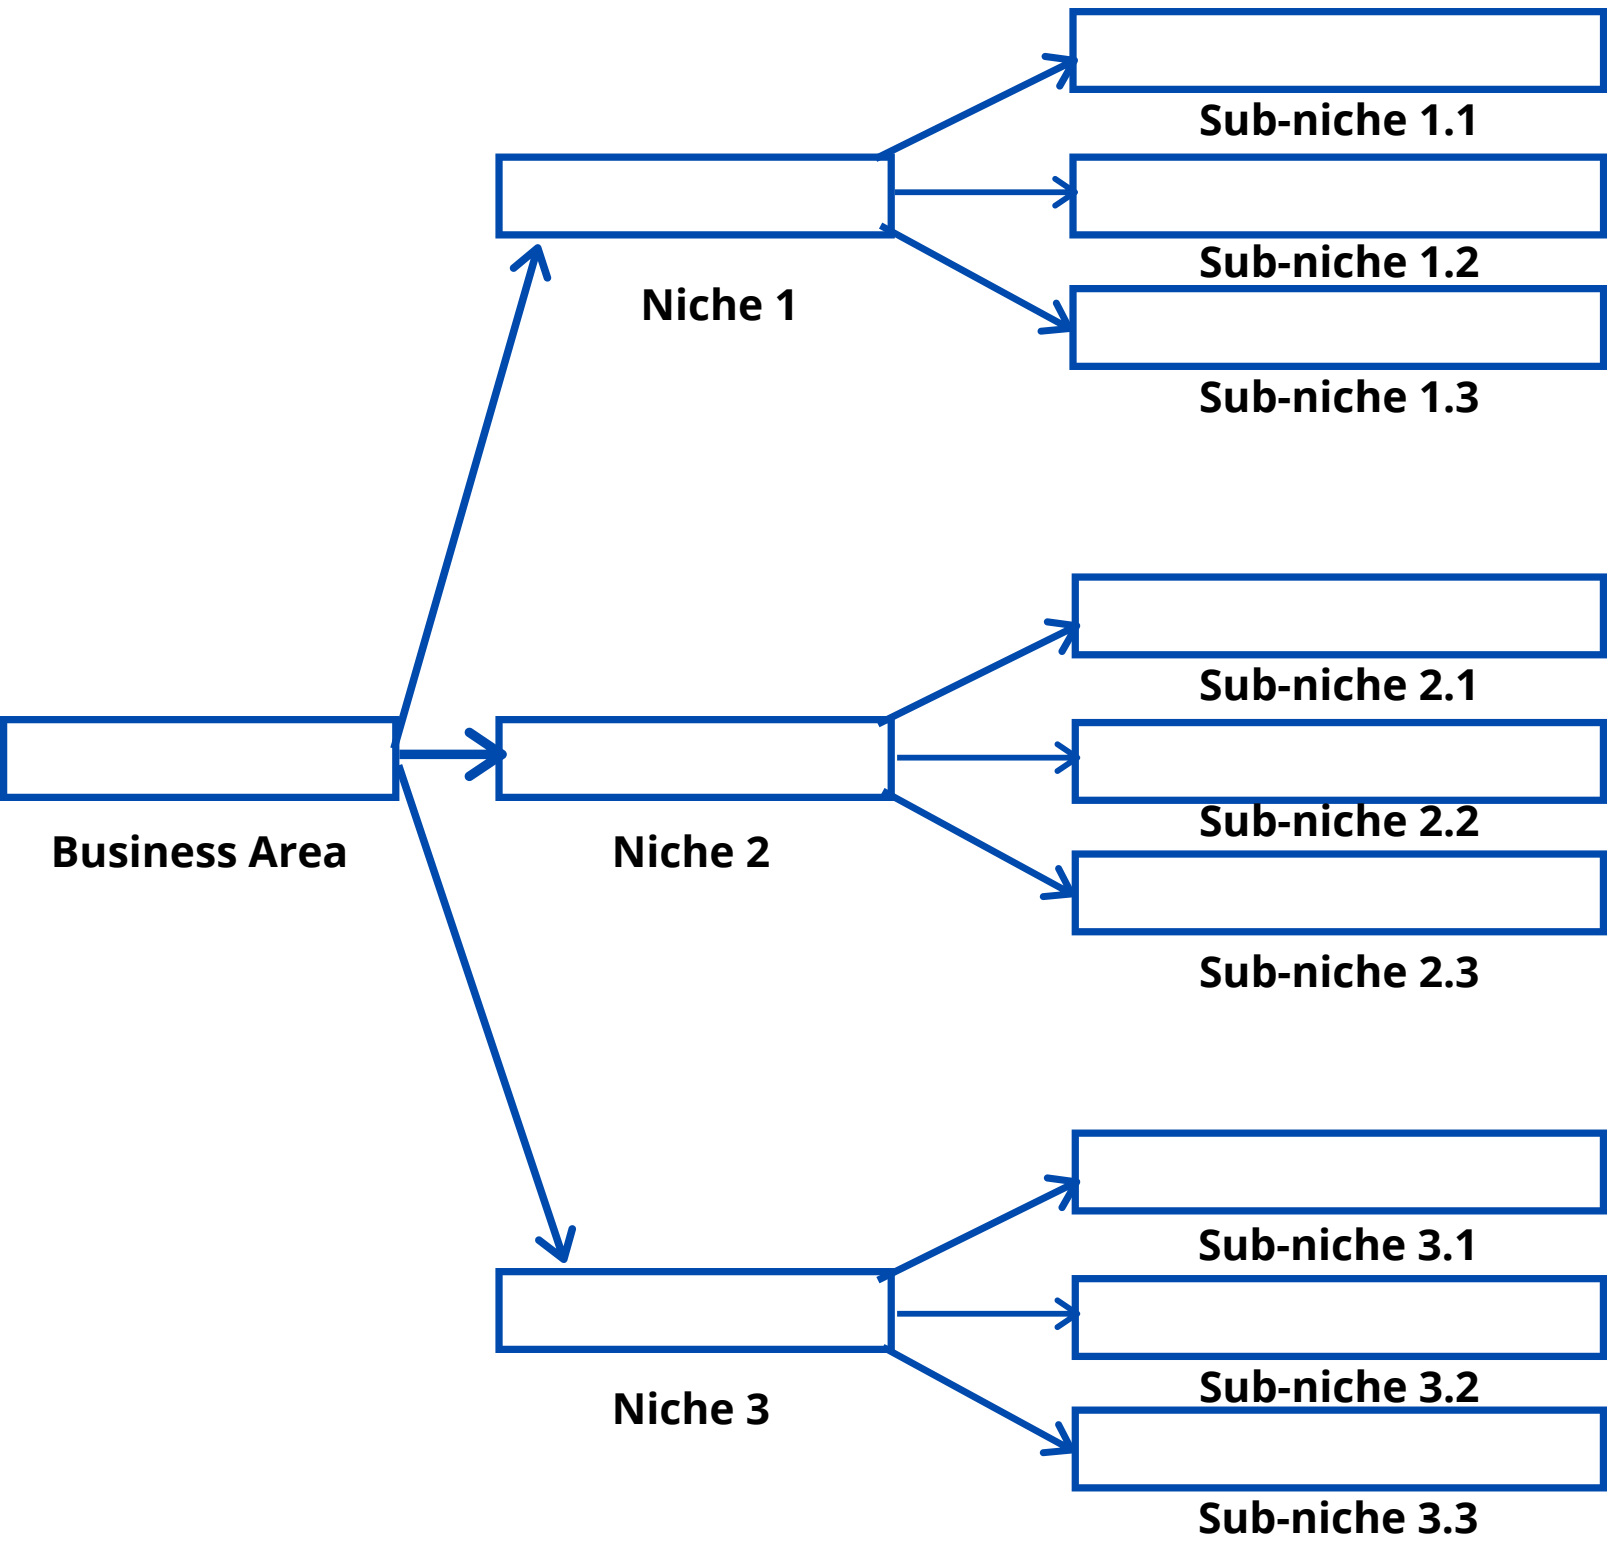 Sub-niche 1.1
Sub-niche 1.2
Niche 1
Sub-niche 1.3
Sub-niche 2.1
Sub-niche 2.2
Business Area
Niche 2
Sub-niche 2.3
Sub-niche 3.1
Sub-niche 3.2
Niche 3
Sub-niche 3.3